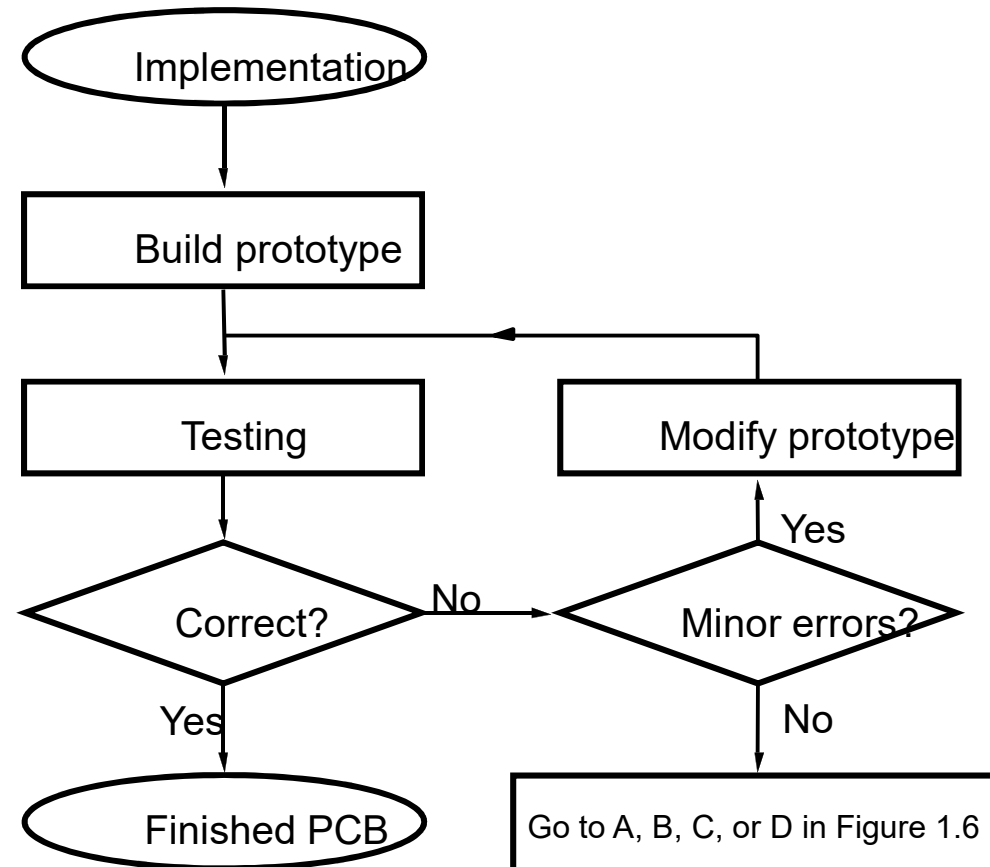 Implementation
Build prototype
Testing
Modify prototype
Yes
No
Correct?
Minor errors?
Yes
No
Finished PCB
Go to A, B, C, or D in Figure 1.6